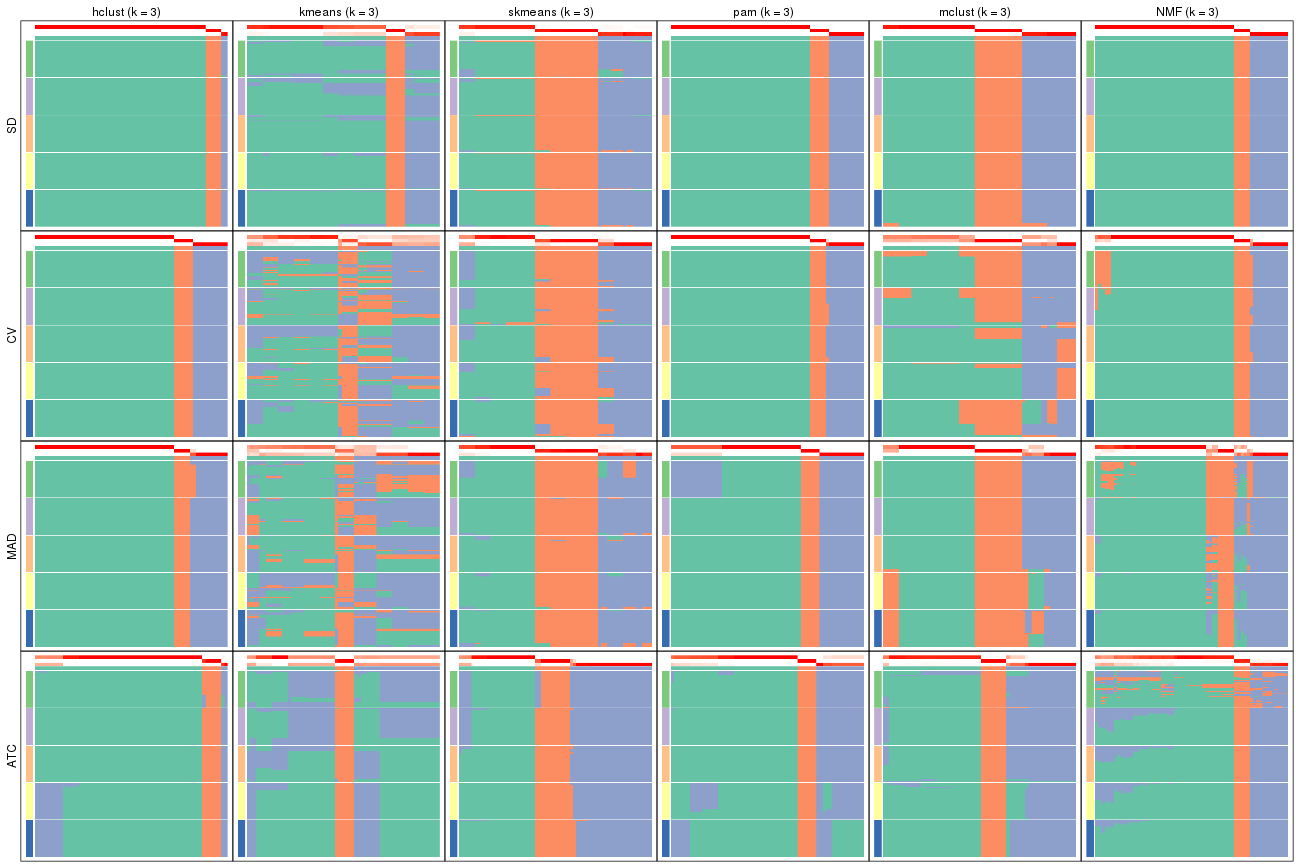 hclust (k = 3) kmeans (k = 3) skmeans (k = 3) pam (k = 3) mclust (k = 3) NMF (k = 3)
SD
CV
MAD
ATC